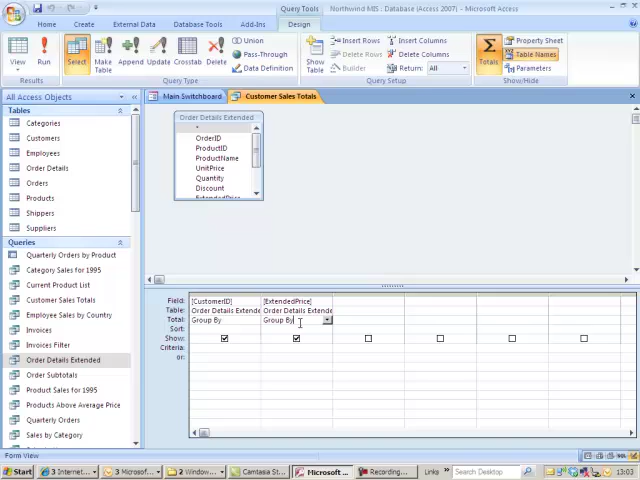 Query Tools
Northwind MIS : Database (Access 2007) - Microsoft Access
Home
Create
External Data
Database Tools
Add-Ins
Design
View
Run
Select
Make Table
Append
Update
Crosstab
Delete
Union
Pass-Through
Data Definition
Show Table
Insert Rows
Delete Rows
Builder
Insert Columns
Delete Columns
Return: All
Totals
Property Sheet
Table Names
Parameters
Results
Query Type
Query Setup
Show/Hide
All Access Objects
Main Switchboard
Customer Sales Totals
Tables
Categories
Customers
Employees
Order Details
Orders
Products
Shippers
Suppliers
Queries
Quarterly Orders by Product
Category Sales for 1995
Current Product List
Customer Sales Totals
Employee Sales by Country
Invoices
Invoices Filter
Order Details Extended
Order Subtotals
Product Sales for 1995
Products Above Average Price
Quarterly Orders
Sales by Category
Order Details Extended
*
OrderID
ProductID
ProductName
UnitPrice
Quantity
Discount
ExtendedPrice
Field: [CustomerID] [ExtendedPrice]
Table: Order Details Extende Order Details Extende
Total: Group By Group By
Sort:
Show:
Criteria:
or:
Form View
Start
3 Internet...
3 Microsof...
2 Window...
Camtasia St...
Microsoft ...
Recording...
Links
Search Desktop
13:03